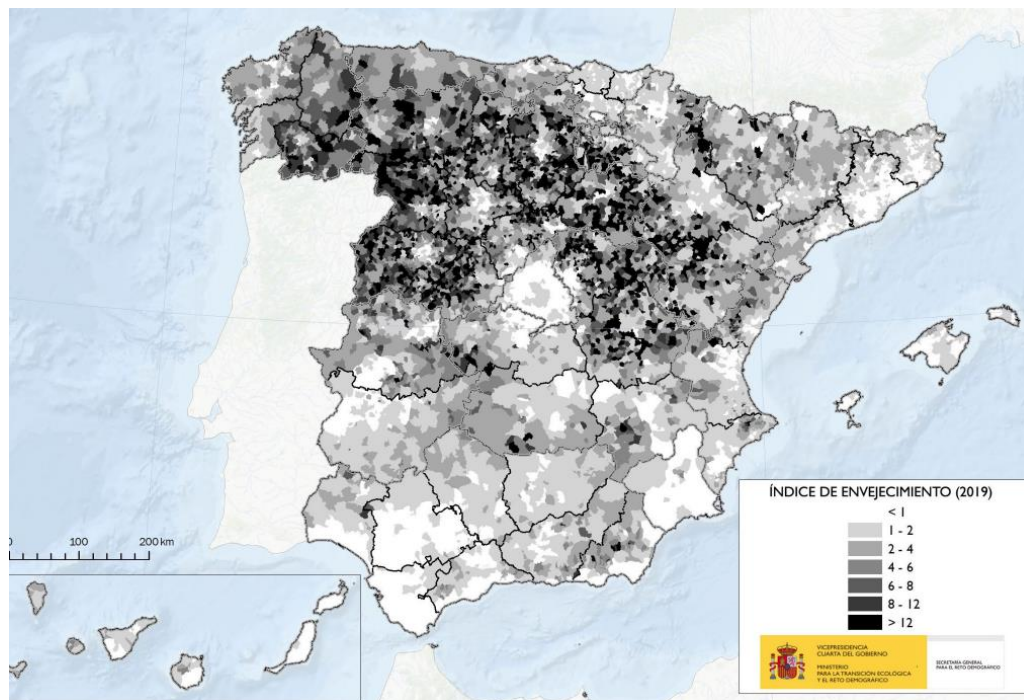 ÍNDICE DE ENVEJECIMIENTO (2019)
< 1
1 - 2
2 - 4
4 - 6
6 - 8
8 - 12
> 12
0 100 200 km
VICEPRESIDENCIA
CUARTA DEL GOBIERNO
MINISTERIO
PARA LA TRANSICIÓN ECOLÓGICA
Y EL RETO DEMOGRÁFICO
SECRETARÍA GENERAL
PARA EL RETO DEMOGRÁFICO